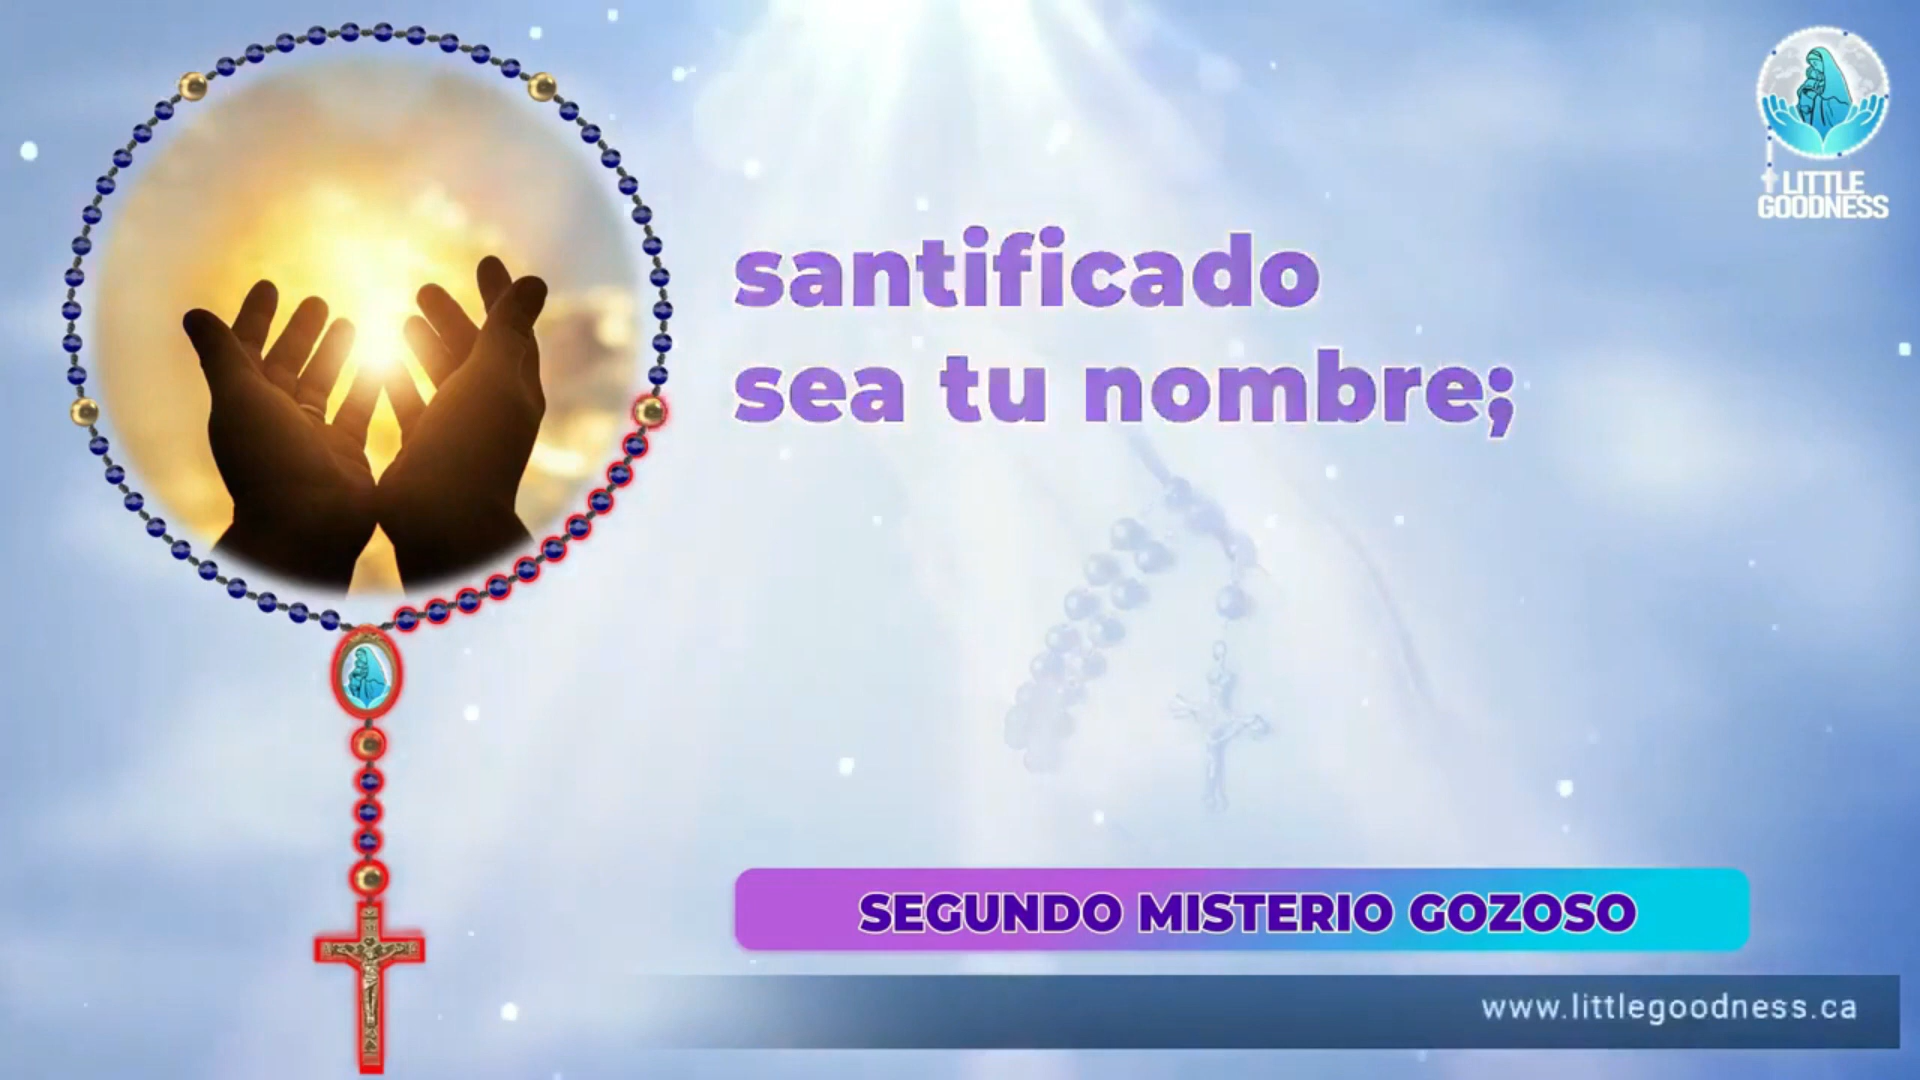 LITTLE
GOODNESS
santificado
sea tu nombre;
SEGUNDO MISTERIO GOZOSO
www.littlegoodness.ca